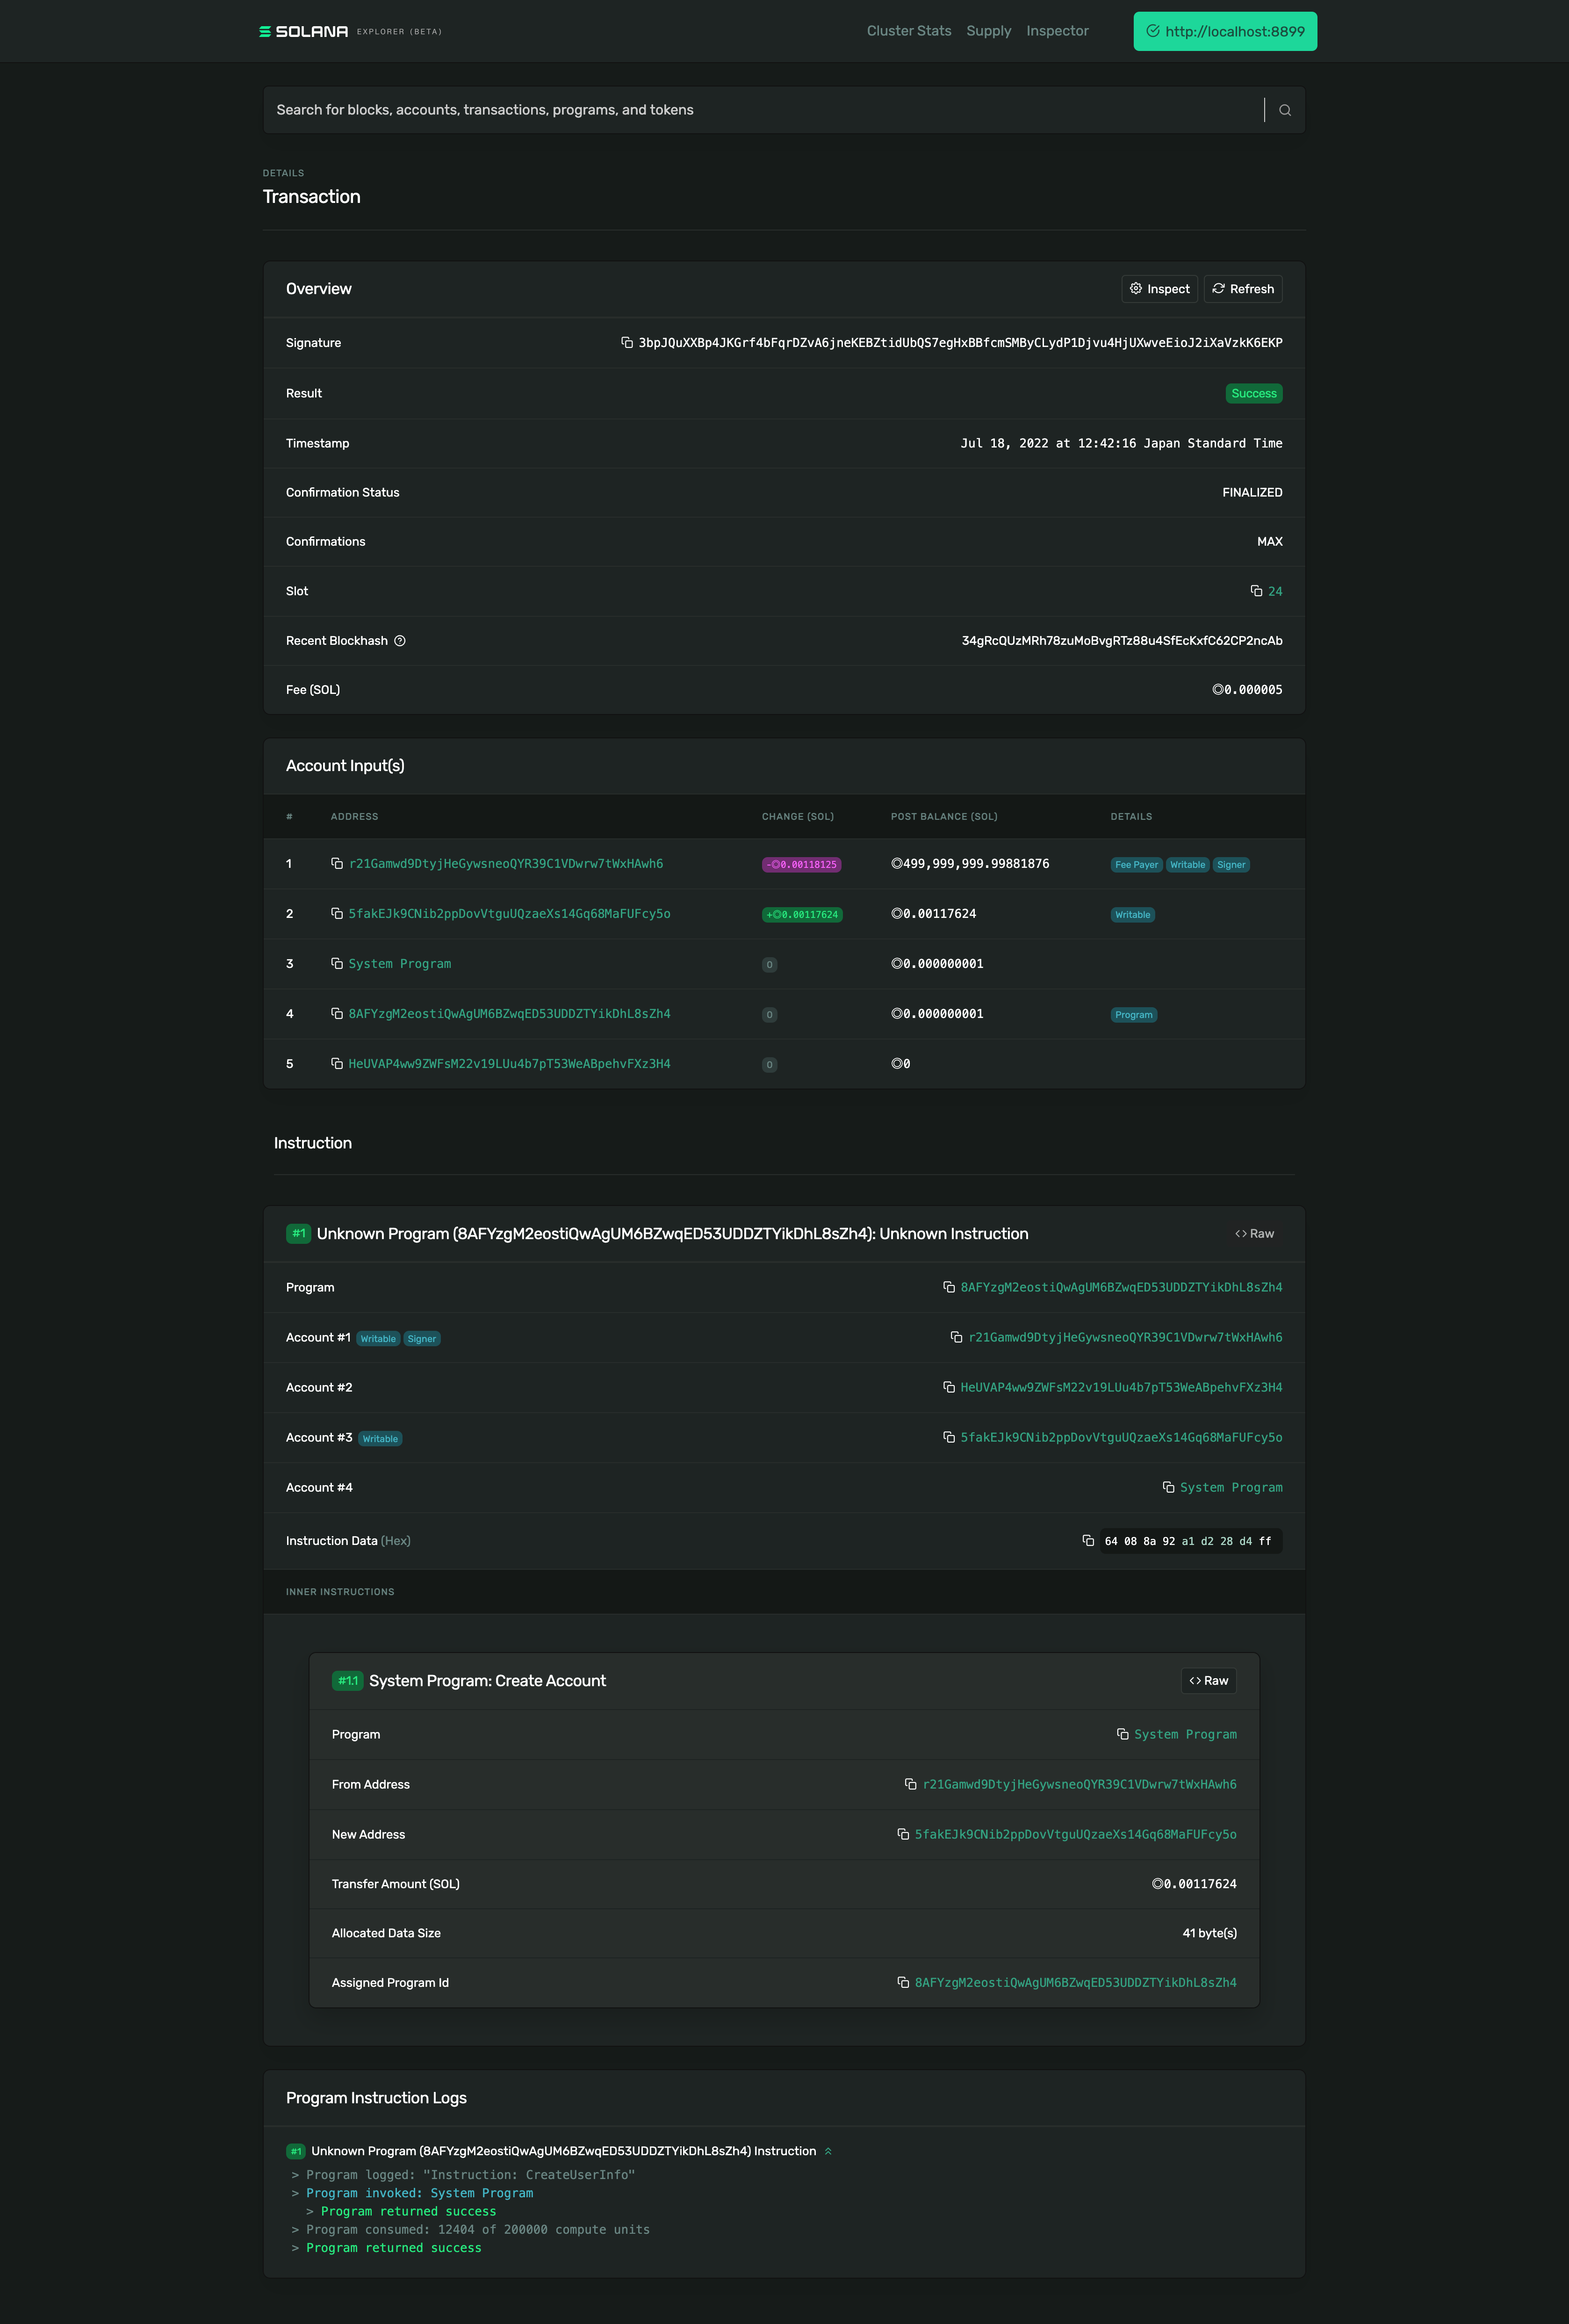 SOLANA EXPLORER (BETA)
Cluster Stats Supply Inspector http://localhost:8899
Search for blocks, accounts, transactions, programs, and tokens
DETAILS
Transaction
Overview Inspect Refresh
Signature 3bpJQuXXBp4JKGrf4bFqrDZvA6jneKEBZtidUbQS7egHxBBfcmSMByCLydP1Djvu4HjUXwveEioJ2iXaVzkK6EKP
Result Success
Timestamp Jul 18, 2022 at 12:42:16 Japan Standard Time
Confirmation Status FINALIZED
Confirmations MAX
Slot 24
Recent Blockhash 34gRcQUzMRh78zuMoBvgRTz88u4SfEcKxfC62CP2ncAb
Fee (SOL) ◎0.000005
Account Input(s)
# ADDRESS CHANGE (SOL) POST BALANCE (SOL) DETAILS
1 r21Gamwd9DtyjHeGywsneoQYR39C1VDwrw7tWxHAwh6 -◎0.00118125 ◎499,999,999.99881876 Fee Payer Writable Signer
2 5fakEJk9CNib2ppDovVtguUQzaeXs14Gq68MaFUFcy5o +◎0.00117624 ◎0.00117624 Writable
3 System Program 0 ◎0.000000001
4 8AFYzgM2eostiQwAgUM6BZwqED53UDDZTYikDhL8sZh4 0 ◎0.000000001 Program
5 HeUVAP4ww9ZWFsM22v19LUu4b7pT53WeABpehvFXz3H4 0 ◎0
Instruction
#1 Unknown Program (8AFYzgM2eostiQwAgUM6BZwqED53UDDZTYikDhL8sZh4): Unknown Instruction <> Raw
Program 8AFYzgM2eostiQwAgUM6BZwqED53UDDZTYikDhL8sZh4
Account #1 Writable Signer r21Gamwd9DtyjHeGywsneoQYR39C1VDwrw7tWxHAwh6
Account #2 HeUVAP4ww9ZWFsM22v19LUu4b7pT53WeABpehvFXz3H4
Account #3 Writable 5fakEJk9CNib2ppDovVtguUQzaeXs14Gq68MaFUFcy5o
Account #4 System Program
Instruction Data (Hex) 64 08 8a 92 a1 d2 28 d4 ff
INNER INSTRUCTIONS
#1.1 System Program: Create Account <> Raw
Program System Program
From Address r21Gamwd9DtyjHeGywsneoQYR39C1VDwrw7tWxHAwh6
New Address 5fakEJk9CNib2ppDovVtguUQzaeXs14Gq68MaFUFcy5o
Transfer Amount (SOL) ◎0.00117624
Allocated Data Size 41 byte(s)
Assigned Program Id 8AFYzgM2eostiQwAgUM6BZwqED53UDDZTYikDhL8sZh4
Program Instruction Logs
#1 Unknown Program (8AFYzgM2eostiQwAgUM6BZwqED53UDDZTYikDhL8sZh4) Instruction
> Program logged: "Instruction: CreateUserInfo"
> Program invoked: System Program
> Program returned success
> Program consumed: 12404 of 200000 compute units
> Program returned success